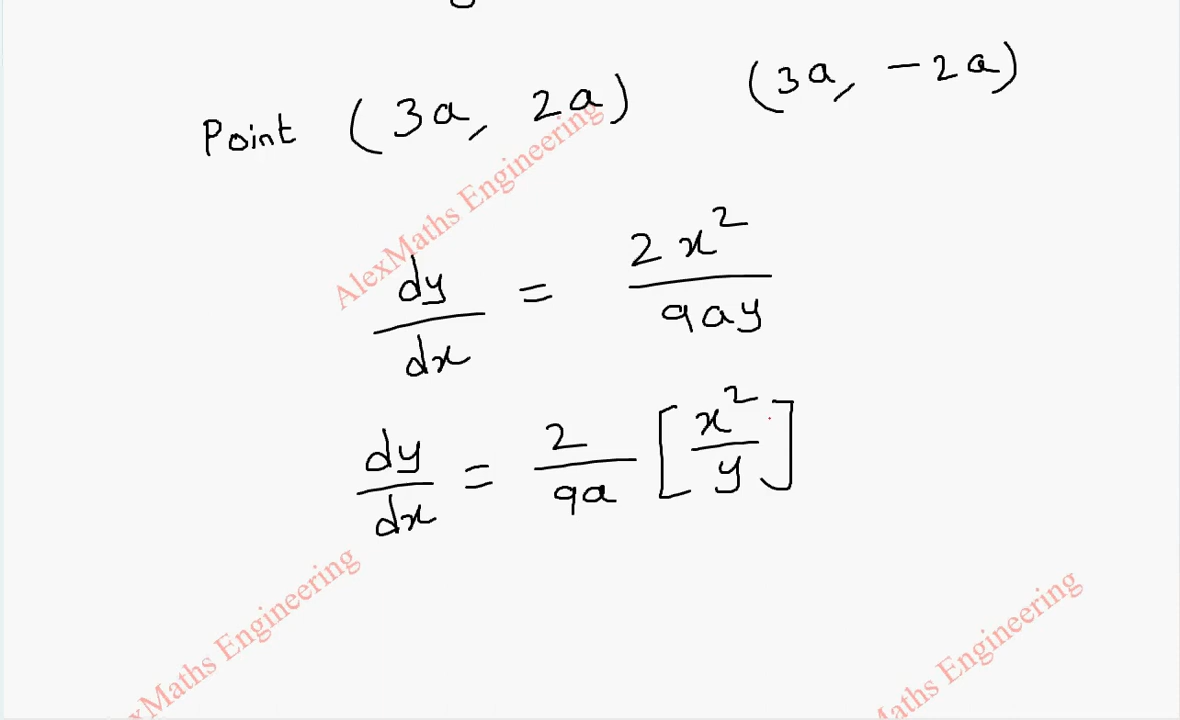 Point (3a, 2a) (3a, -2a)
dy/dx = 2x²/9ay
dy/dx = 2/9a [x²/y]
AlexMaths Engineering
AlexMaths Engineering
Maths Engineering